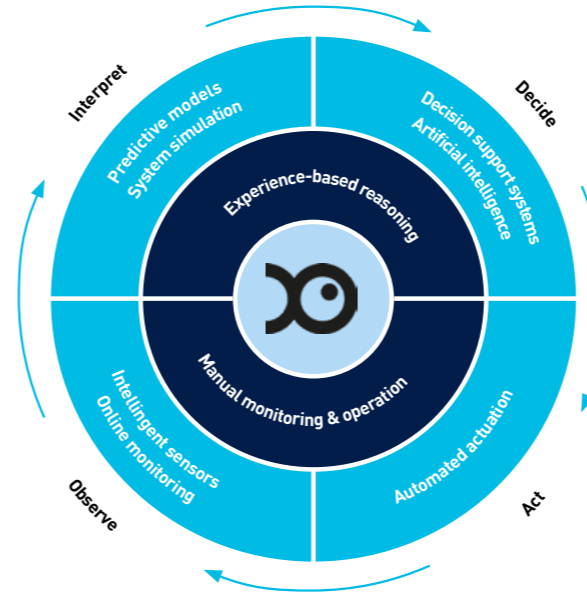 Interpret
Predictive models
System simulation
Decide
Decision support systems
Artificial intelligence
Experience-based reasoning
Manual monitoring & operation
Intellingent sensors
Online monitoring
Observe
Automated actuation
Act